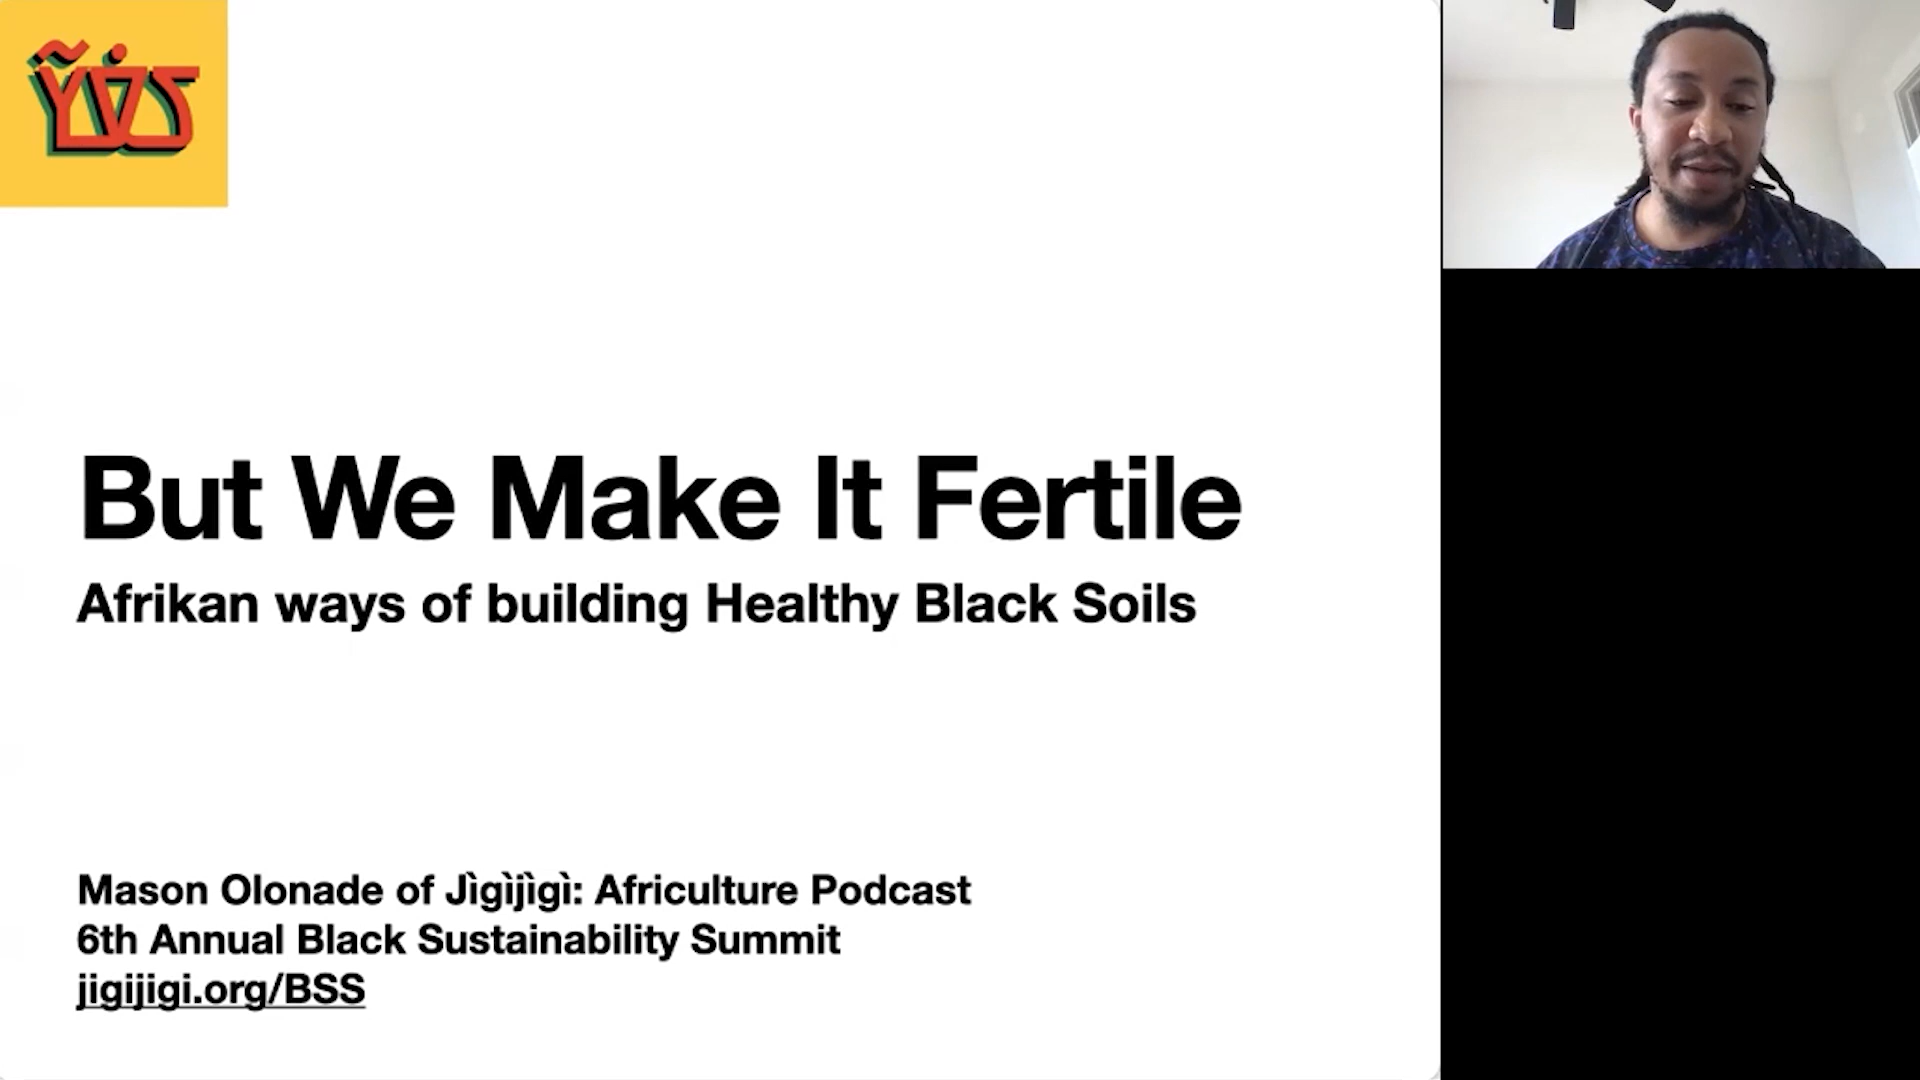 But We Make It Fertile
Afrikan ways of building Healthy Black Soils
Mason Olonade of Jìgìjìgì: Africulture Podcast
6th Annual Black Sustainability Summit
jigijigi.org/BSS